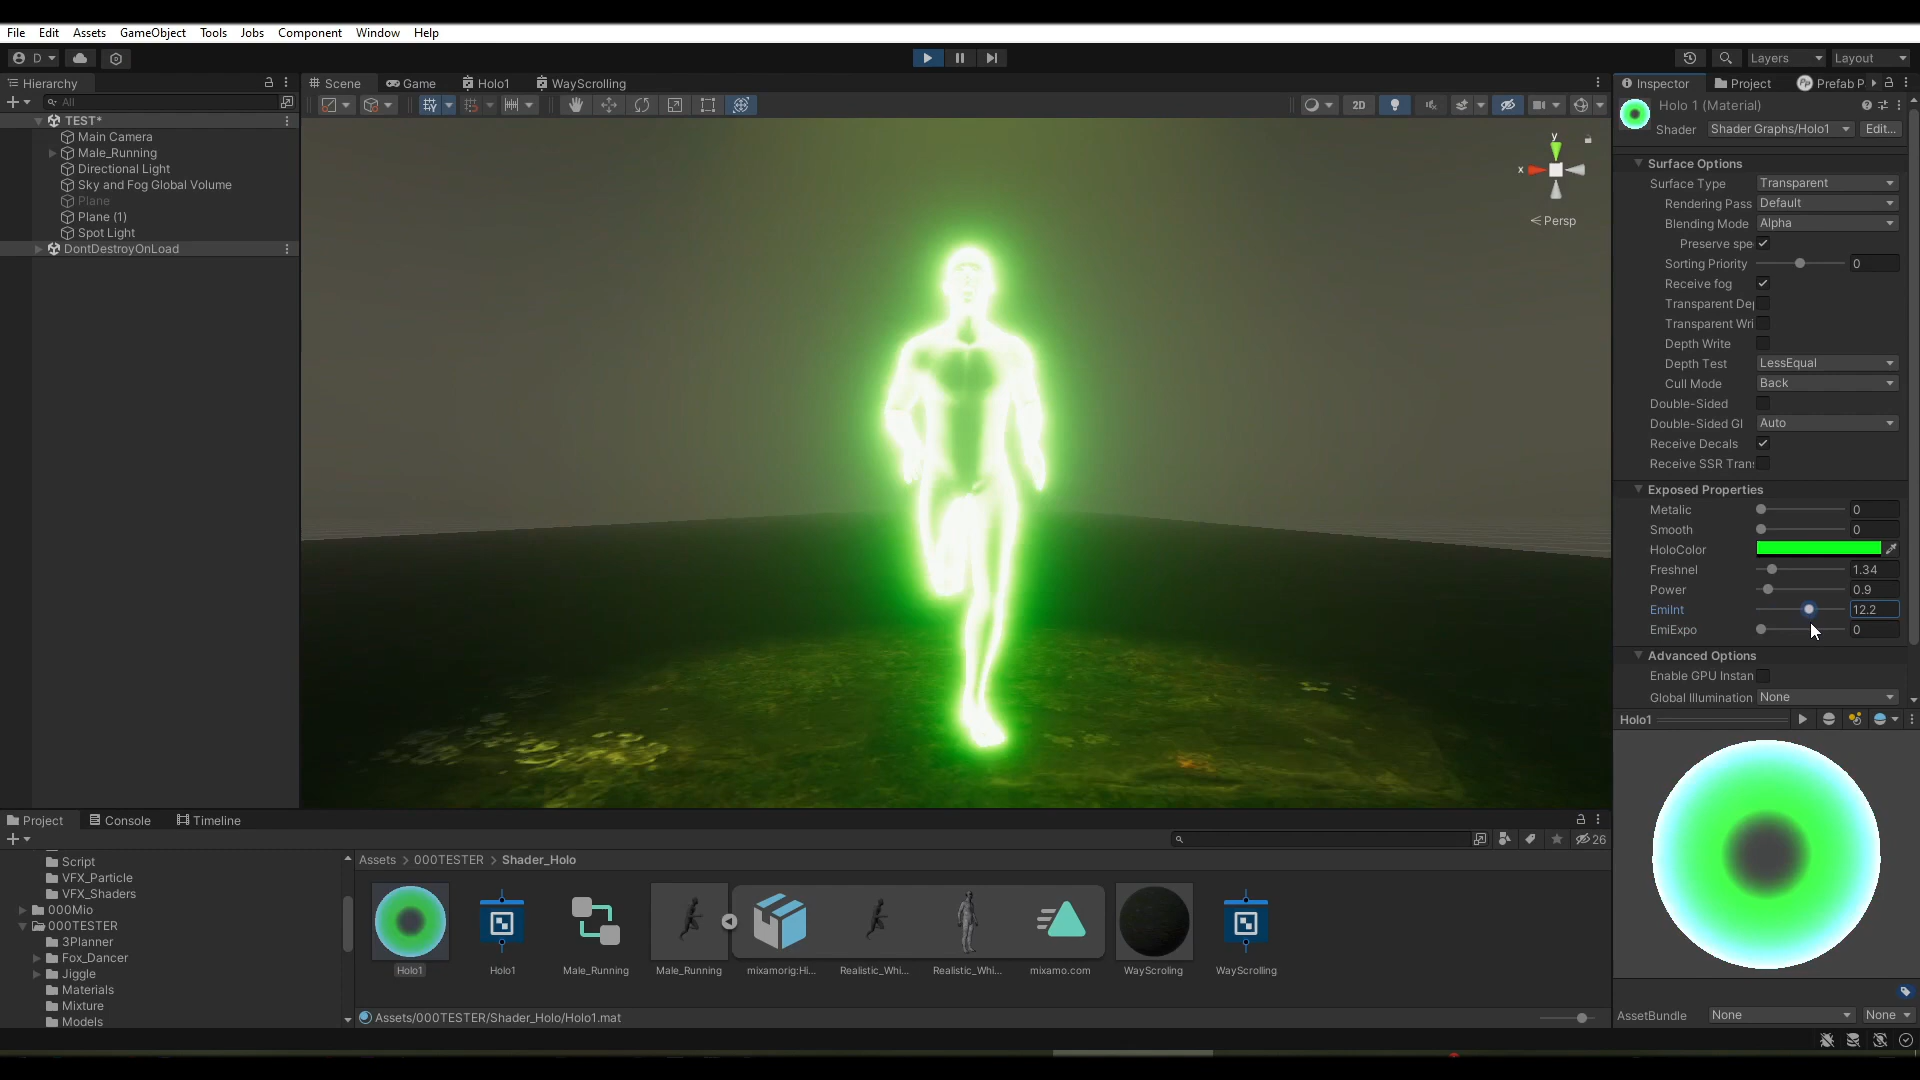 File Edit Assets GameObject Tools Jobs Component Window Help
D Layers Layout
Hierarchy Scene Game Holo1 WayScrolling Inspector Project Prefab P
All
2D
TEST*
Main Camera
Male_Running
Directional Light
Sky and Fog Global Volume
Plane
Plane (1)
Spot Light
DontDestroyOnLoad
y
x
Persp
Holo 1 (Material)
Shader Shader Graphs/Holo1 Edit...
Surface Options
Surface Type Transparent
Rendering Pass Default
Blending Mode Alpha
Preserve spe
Sorting Priority 0
Receive fog
Transparent Dep
Transparent Wri
Depth Write
Depth Test LessEqual
Cull Mode Back
Double-Sided
Double-Sided GI Auto
Receive Decals
Receive SSR Trans
Exposed Properties
Metalic 0
Smooth 0
HoloColor
Freshnel 1.34
Power 0.9
EmiInt 12.2
EmiExpo 0
Advanced Options
Enable GPU Instan
Global Illumination None
Holo1
AssetBundle None None
Project Console Timeline
26
Script
VFX_Particle
VFX_Shaders
000Mio
000TESTER
3Planner
Fox_Dancer
Jiggle
Materials
Mixture
Models
Assets > 000TESTER > Shader_Holo
Holo1 Holo1 Male_Running Male_Running mixamorig:Hi... Realistic_Whi... Realistic_Whi... mixamo.com WayScroling WayScrolling
Assets/000TESTER/Shader_Holo/Holo1.mat